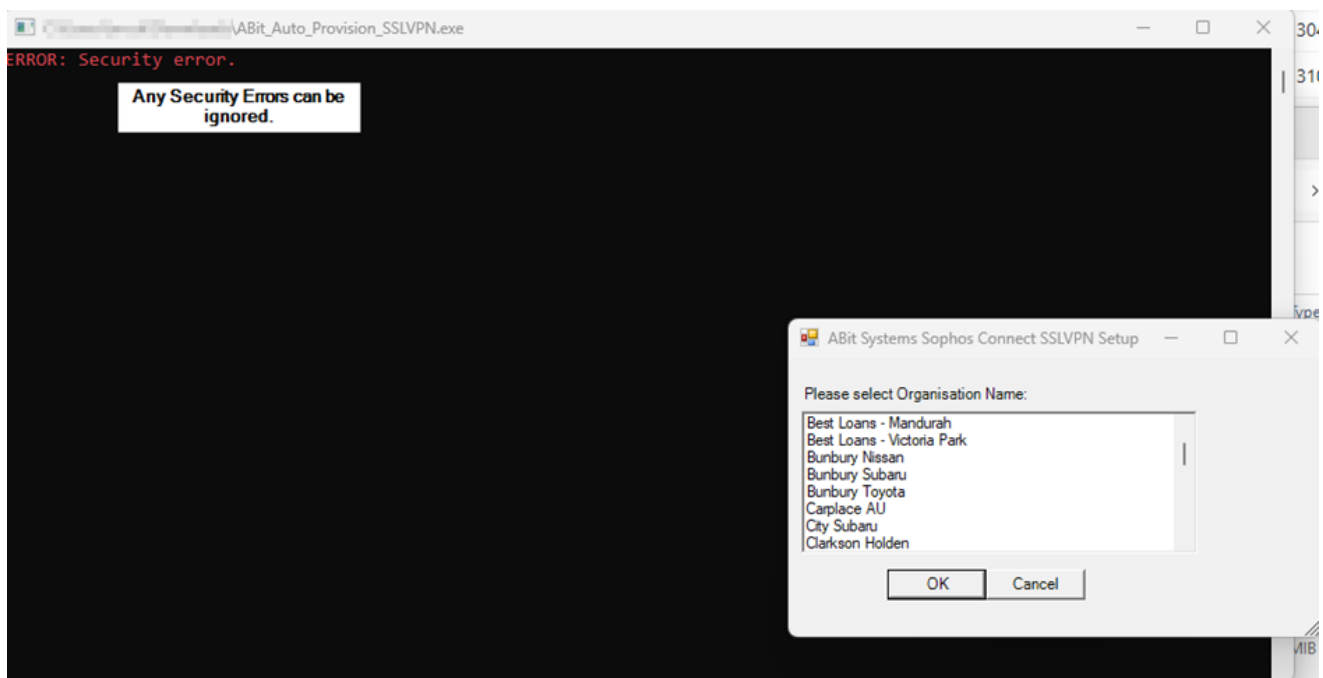 \ABit_Auto_Provision_SSLVPN.exe
ERROR: Security error.
Any Security Errors can be
ignored.
ABit Systems Sophos Connect SSLVPN Setup
Please select Organisation Name:
Best Loans - Mandurah
Best Loans - Victoria Park
Bunbury Nissan
Bunbury Subaru
Bunbury Toyota
Carplace AU
City Subaru
Clarkson Holden
OK Cancel